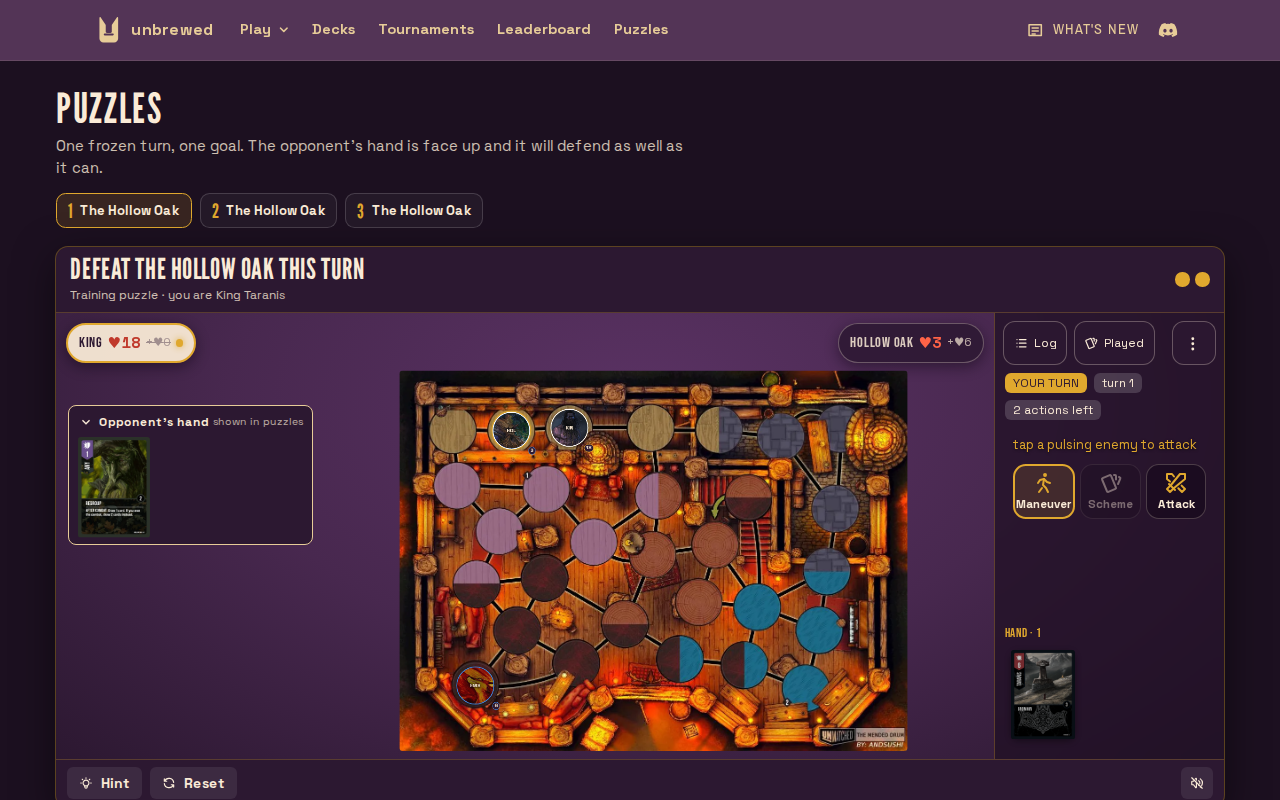 unbrewed
Play
Decks
Tournaments
Leaderboard
Puzzles
WHAT'S NEW
PUZZLES
One frozen turn, one goal. The opponent's hand is face up and it will defend as well as
it can.
1 The Hollow Oak
2 The Hollow Oak
3 The Hollow Oak
DEFEAT THE HOLLOW OAK THIS TURN
Training puzzle · you are King Taranis
KING ♥18 +♥0
HOLLOW OAK ♥3 +♥6
Log
Played
YOUR TURN
turn 1
2 actions left
Opponent's hand shown in puzzles
tap a pulsing enemy to attack
Maneuver
Scheme
Attack
HAND · 1
UNMATCHED THE MENDED DRUM
BY: ANDSUSHI
Hint
Reset